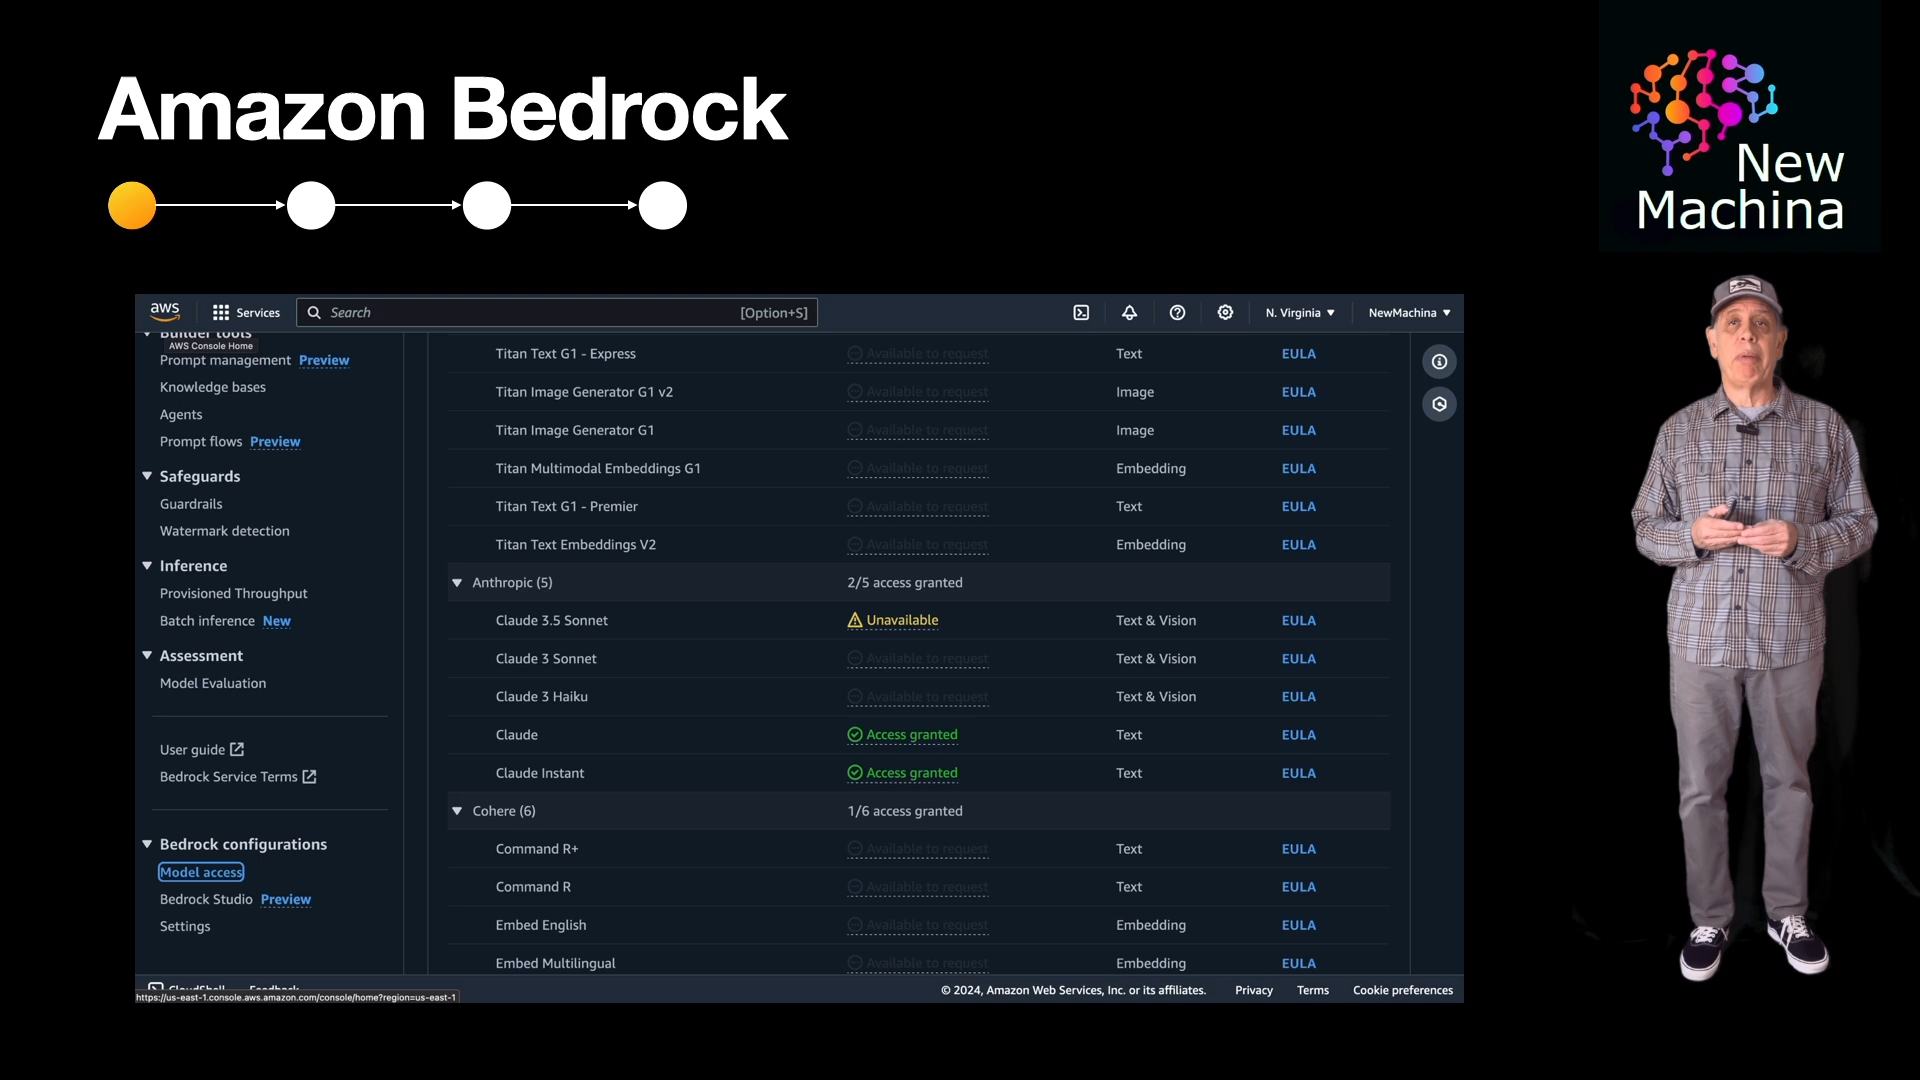 Amazon Bedrock
New
Machina
aws Services Search [Option+S] N. Virginia ▼ NewMachina ▼
Builder tools
AWS Console Home
Prompt management Preview
Knowledge bases
Agents
Prompt flows Preview
Safeguards
Guardrails
Watermark detection
Inference
Provisioned Throughput
Batch inference New
Assessment
Model Evaluation
User guide
Bedrock Service Terms
Bedrock configurations
Model access
Bedrock Studio Preview
Settings
Titan Text G1 - Express Available to request Text EULA
Titan Image Generator G1 v2 Available to request Image EULA
Titan Image Generator G1 Available to request Image EULA
Titan Multimodal Embeddings G1 Available to request Embedding EULA
Titan Text G1 - Premier Available to request Text EULA
Titan Text Embeddings V2 Available to request Embedding EULA
Anthropic (5) 2/5 access granted
Claude 3.5 Sonnet Unavailable Text & Vision EULA
Claude 3 Sonnet Available to request Text & Vision EULA
Claude 3 Haiku Available to request Text & Vision EULA
Claude Access granted Text EULA
Claude Instant Access granted Text EULA
Cohere (6) 1/6 access granted
Command R+ Available to request Text EULA
Command R Available to request Text EULA
Embed English Available to request Embedding EULA
Embed Multilingual Available to request Embedding EULA
CloudShell Feedback © 2024, Amazon Web Services, Inc. or its affiliates. Privacy Terms Cookie preferences
https://us-east-1.console.aws.amazon.com/console/home?region=us-east-1